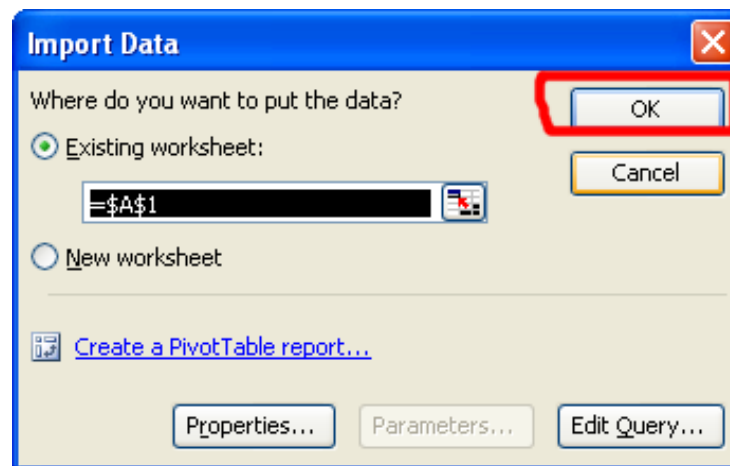 Import Data
Where do you want to put the data?
OK
Existing worksheet:
Cancel
=$A$1
New worksheet
Create a PivotTable report...
Properties...
Parameters...
Edit Query...